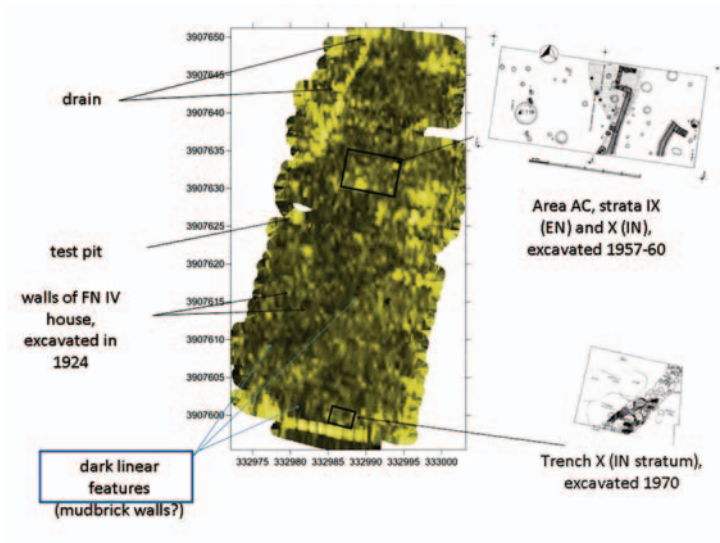 3907650
3907645
3907640
3907635
3907630
3907625
3907620
3907615
3907610
3907605
3907600
332975 332980 332985 332990 332995 333000
drain
test pit
walls of FN IV
house,
excavated in
1924
dark linear
features
(mudbrick walls?)
Area AC, strata IX
(EN) and X (IN),
excavated 1957-60
Trench X (IN stratum),
excavated 1970